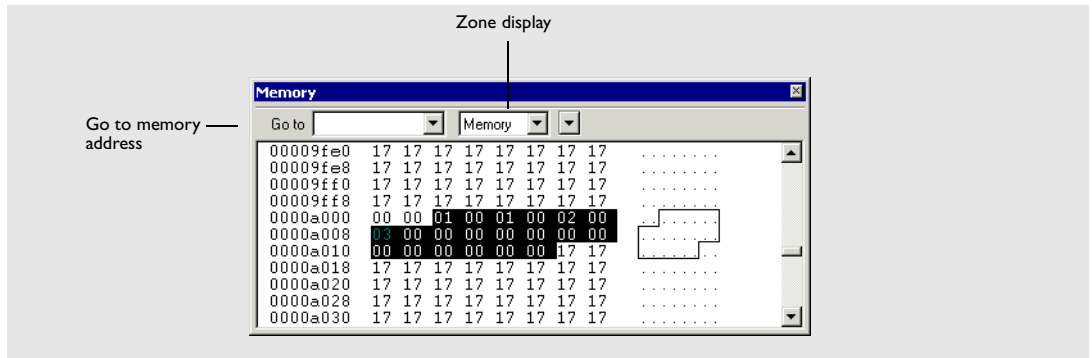 Zone display
Memory
Go to memory address
Go to Memory
00009fe0 17 17 17 17 17 17 17 17 ........
00009fe8 17 17 17 17 17 17 17 17 ........
00009ff0 17 17 17 17 17 17 17 17 ........
00009ff8 17 17 17 17 17 17 17 17 ........
0000a000 00 00 01 00 01 00 02 00 ........
0000a008 03 00 00 00 00 00 00 00 ........
0000a010 00 00 00 00 00 00 17 17 ........
0000a018 17 17 17 17 17 17 17 17 ........
0000a020 17 17 17 17 17 17 17 17 ........
0000a028 17 17 17 17 17 17 17 17 ........
0000a030 17 17 17 17 17 17 17 17 ........